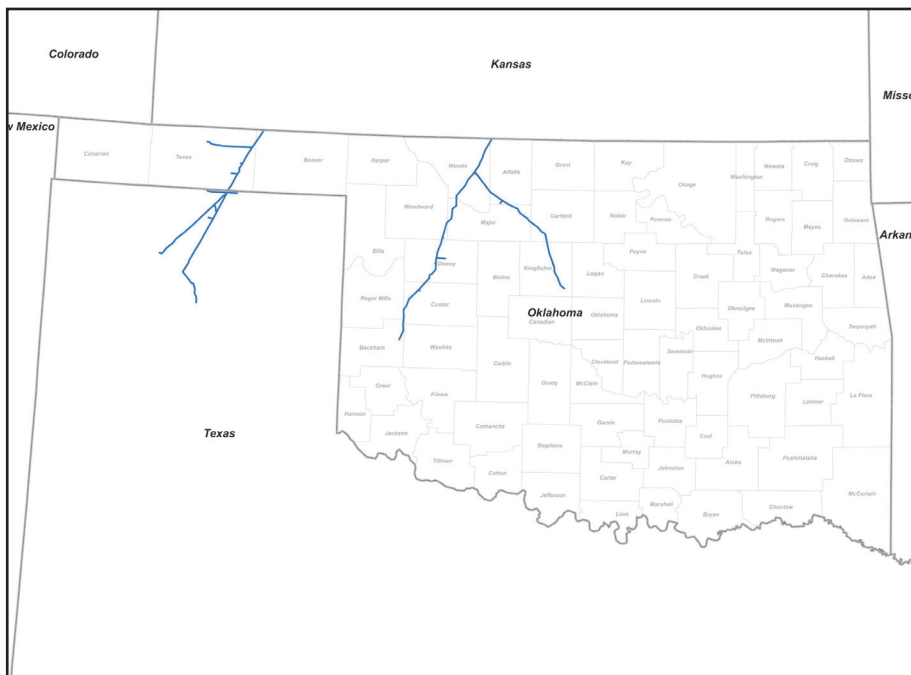 Colorado
Kansas
Misso
w Mexico
Cimarron
Texas
Beaver
Harper
Woods
Alfalfa
Grant
Kay
Osage
Washington
Nowata
Craig
Ottawa
Woodward
Major
Garfield
Noble
Pawnee
Rogers
Mayes
Delaware
Arkan
Ellis
Dewey
Blaine
Kingfisher
Logan
Payne
Creek
Tulsa
Wagoner
Cherokee
Adair
Roger Mills
Custer
Oklahoma
Canadian
Oklahoma
Lincoln
Okmulgee
Muskogee
Okfuskee
Sequoyah
McIntosh
Haskell
Beckham
Washita
Caddo
Grady
Cleveland
McClain
Pottawatomie
Seminole
Hughes
Pittsburg
Latimer
Le Flore
Greer
Kiowa
Harmon
Jackson
Comanche
Stephens
Garvin
Pontotoc
Coal
Murray
Johnston
Atoka
Pushmataha
McCurtain
Texas
Tillman
Cotton
Jefferson
Carter
Love
Marshall
Bryan
Choctaw